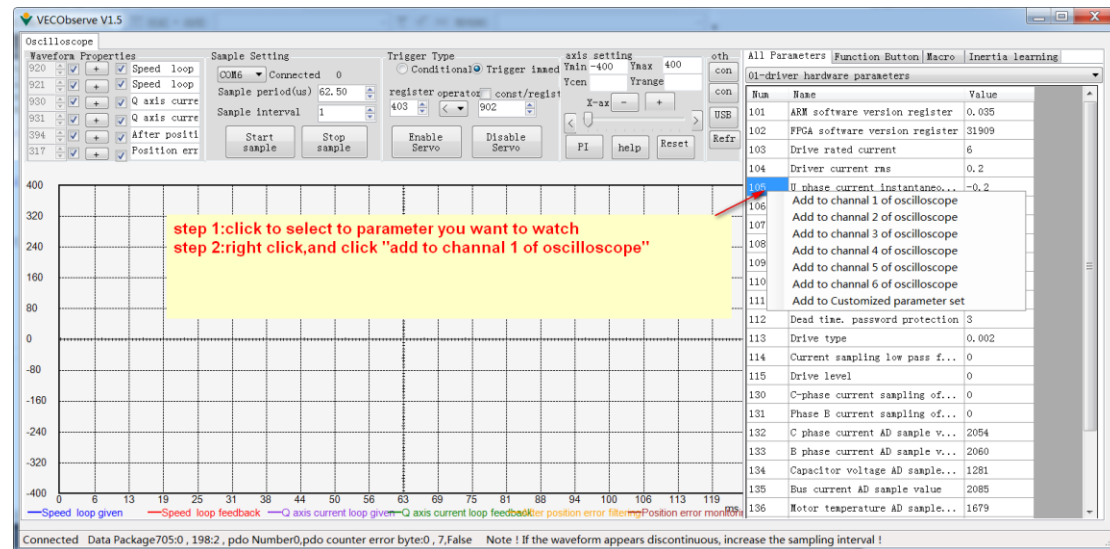 VECObserve V1.5
Oscilloscope
Waveform Properties
Sample Setting
Trigger Type
axis setting
oth
920 + Speed loop
921 + Speed loop
930 + Q axis curre
931 + Q axis curre
394 + After positi
317 + Position err
COM6 Connected 0
Sample period(us) 62.50
Sample interval 1
Start sample
Stop sample
Conditional Trigger immed
register operator const/regist
403 < 902
Enable Servo
Disable Servo
Ymin -400 Ymax 400
Ycen Yrange
X-ax - +
< >
PI help Reset
con
con
USB
Refr
All Parameters Function Button Macro Inertia learning
01-driver hardware parameters
Num Name Value
101 ARM software version register 0.035
102 FPGA software version register 31909
103 Drive rated current 6
104 Driver current rms 0.2
105 U phase current instantaneo... -0.2
106
107
108
109
110
111
Add to channal 1 of oscilloscope
Add to channal 2 of oscilloscope
Add to channal 3 of oscilloscope
Add to channal 4 of oscilloscope
Add to channal 5 of oscilloscope
Add to channal 6 of oscilloscope
Add to Customized parameter set
112 Dead time. password protection 3
113 Drive type 0.002
114 Current sampling low pass f... 0
115 Drive level 0
130 C-phase current sampling of... 0
131 Phase B current sampling of... 0
132 C phase current AD sample v... 2054
133 B phase current AD sample v... 2060
134 Capacitor voltage AD sample... 1281
135 Bus current AD sample value 2085
136 Motor temperature AD sample... 1679
step 1:click to select to parameter you want to watch
step 2:right click,and click "add to channal 1 of oscilloscope"
400
320
240
160
80
0
-80
-160
-240
-320
-400
0 6 13 19 25 31 38 44 50 56 63 69 75 81 88 94 100 106 113 119
ms
Speed loop given Speed loop feedback Q axis current loop given Q axis current loop feedback position error filtering Position error monitori
Connected Data Package705:0 , 198:2 , pdo Number0,pdo counter error byte:0 , 7,False Note ! If the waveform appears discontinuous, increase the sampling interval !